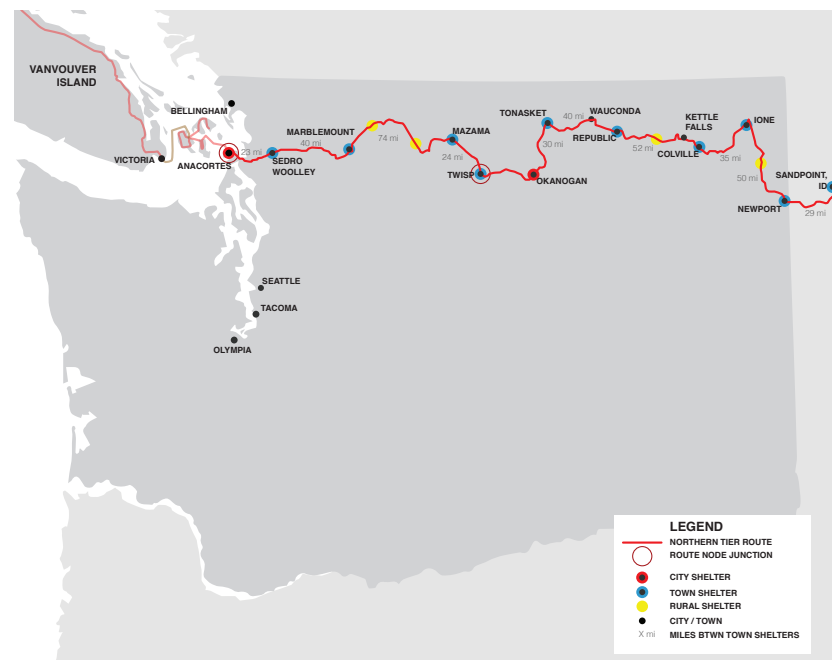 VANVOUVER
ISLAND
BELLINGHAM
VICTORIA
ANACORTES
23 mi
SEDRO
WOOLLEY
MARBLEMOUNT
40 mi
74 mi
MAZAMA
24 mi
TWISP
OKANOGAN
TONASKET
30 mi
40 mi
WAUCONDA
REPUBLIC
52 mi
KETTLE
FALLS
COLVILLE
35 mi
IONE
50 mi
NEWPORT
SANDPOINT,
ID
29 mi
SEATTLE
TACOMA
OLYMPIA
LEGEND
NORTHERN TIER ROUTE
ROUTE NODE JUNCTION
CITY SHELTER
TOWN SHELTER
RURAL SHELTER
CITY / TOWN
X mi MILES BTWN TOWN SHELTERS